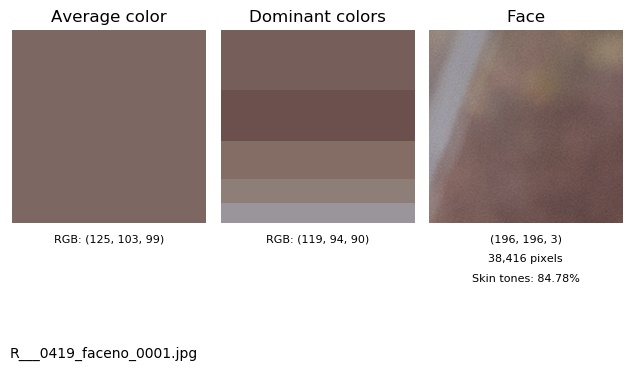 Average color
Dominant colors
Face
RGB: (125, 103, 99)
RGB: (119, 94, 90)
(196, 196, 3)
38,416 pixels
Skin tones: 84.78%
R___0419_faceno_0001.jpg